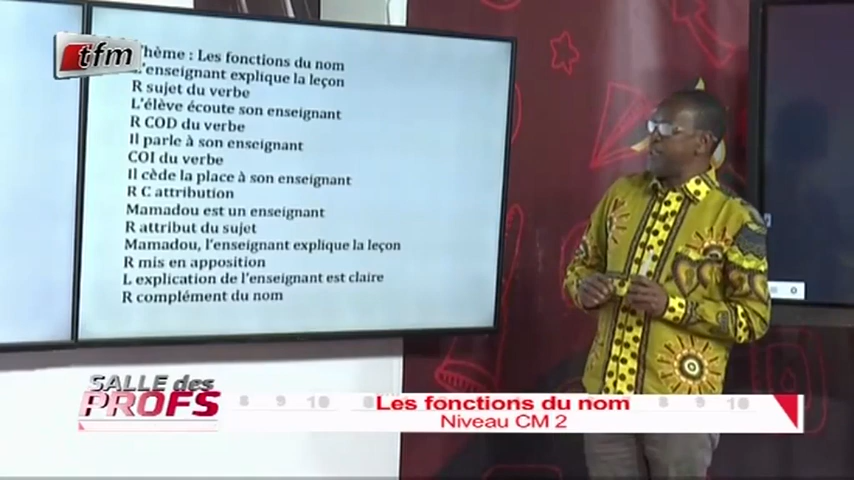 tfm
Thème : Les fonctions du nom
L'enseignant explique la leçon
R sujet du verbe
L'élève écoute son enseignant
R COD du verbe
Il parle à son enseignant
COI du verbe
Il cède la place à son enseignant
R C attribution
Mamadou est un enseignant
R attribut du sujet
Mamadou, l'enseignant explique la leçon
R mis en apposition
L explication de l'enseignant est claire
R complément du nom
SALLE des
PROFS
8 9 10
Les fonctions du nom
Niveau CM 2